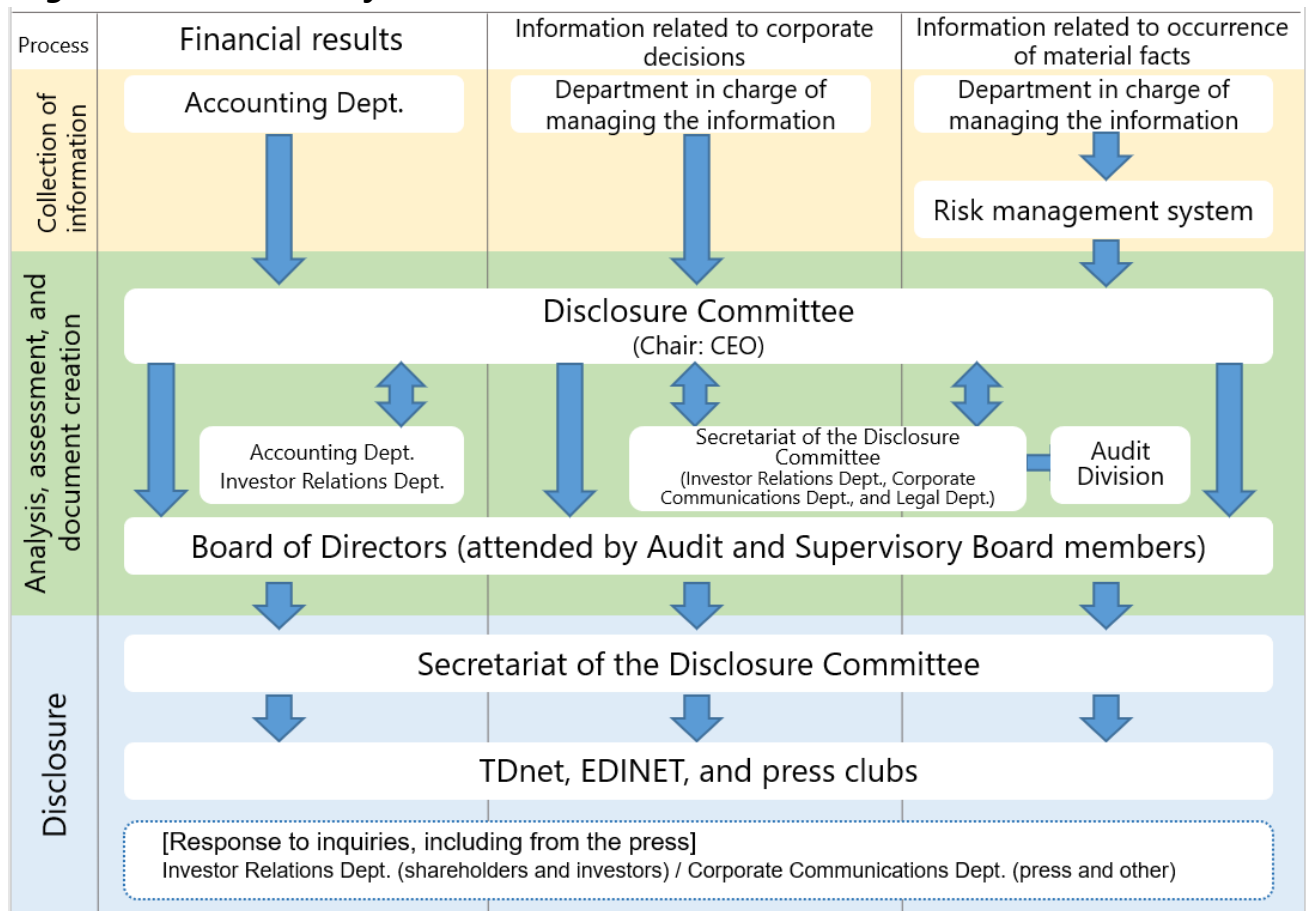 Process
Financial results
Information related to corporate
decisions
Information related to occurrence
of material facts
Collection of
information
Accounting Dept.
Department in charge of
managing the information
Department in charge of
managing the information
Risk management system
Analysis, assessment, and
document creation
Disclosure Committee
(Chair: CEO)
Accounting Dept.
Investor Relations Dept.
Secretariat of the Disclosure
Committee
(Investor Relations Dept., Corporate
Communications Dept., and Legal Dept.)
Audit
Division
Board of Directors (attended by Audit and Supervisory Board members)
Disclosure
Secretariat of the Disclosure Committee
TDnet, EDINET, and press clubs
[Response to inquiries, including from the press]
Investor Relations Dept. (shareholders and investors) / Corporate Communications Dept. (press and other)